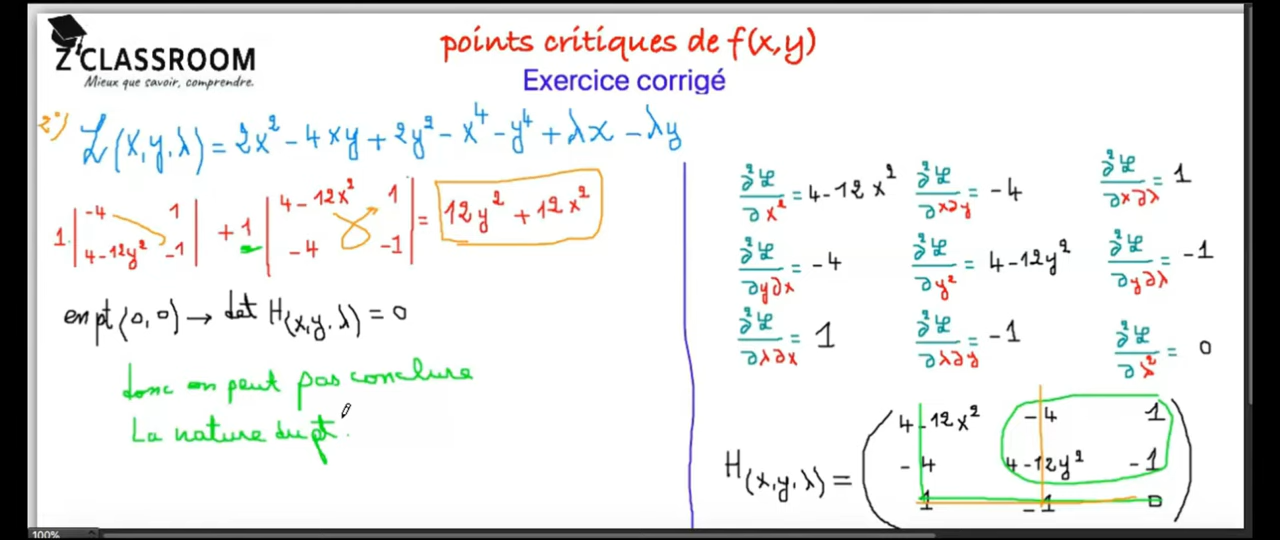 Z'CLASSROOM
Mieux que savoir, comprendre.
points critiques de f(x,y)
Exercice corrigé
2°) ℒ(x,y,λ) = 2x² - 4xy + 2y² - x⁴ - y⁴ + λx - λy
1. | -4 1 | + 1 | 4-12x² 1 | = 12y² + 12x²
| 4-12y² -1 | | -4 -1 |
en pt (0,0) → det H(x,y,λ) = 0
donc on peut pas conclure
La nature du pt.
∂²ℒ/∂x² = 4-12x² ∂²ℒ/∂x∂y = -4 ∂²ℒ/∂x∂λ = 1
∂²ℒ/∂y∂x = -4 ∂²ℒ/∂y² = 4-12y² ∂²ℒ/∂y∂λ = -1
∂²ℒ/∂λ∂x = 1 ∂²ℒ/∂λ∂y = -1 ∂²ℒ/∂λ² = 0
4-12x² -4 1
H(x,y,λ) = ( -4 4-12y² -1 )
1 -1 0
100%